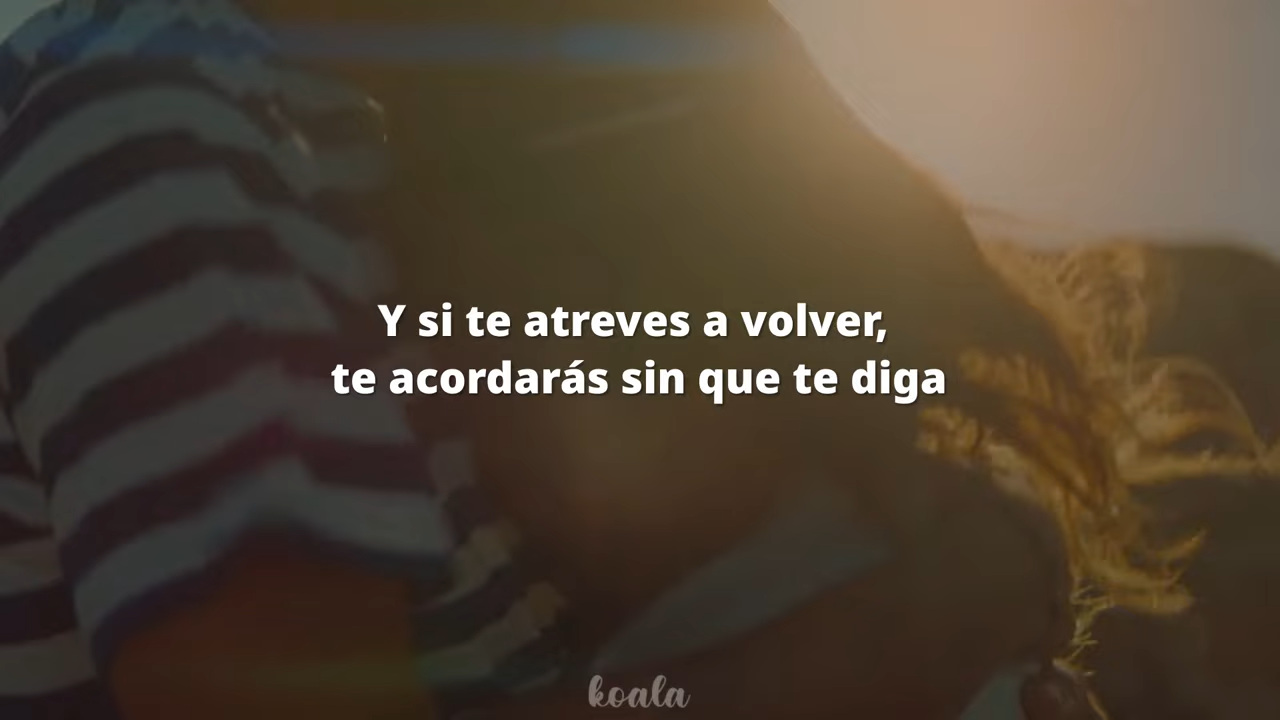 Y si te atreves a volver,
te acordarás sin que te diga
koala